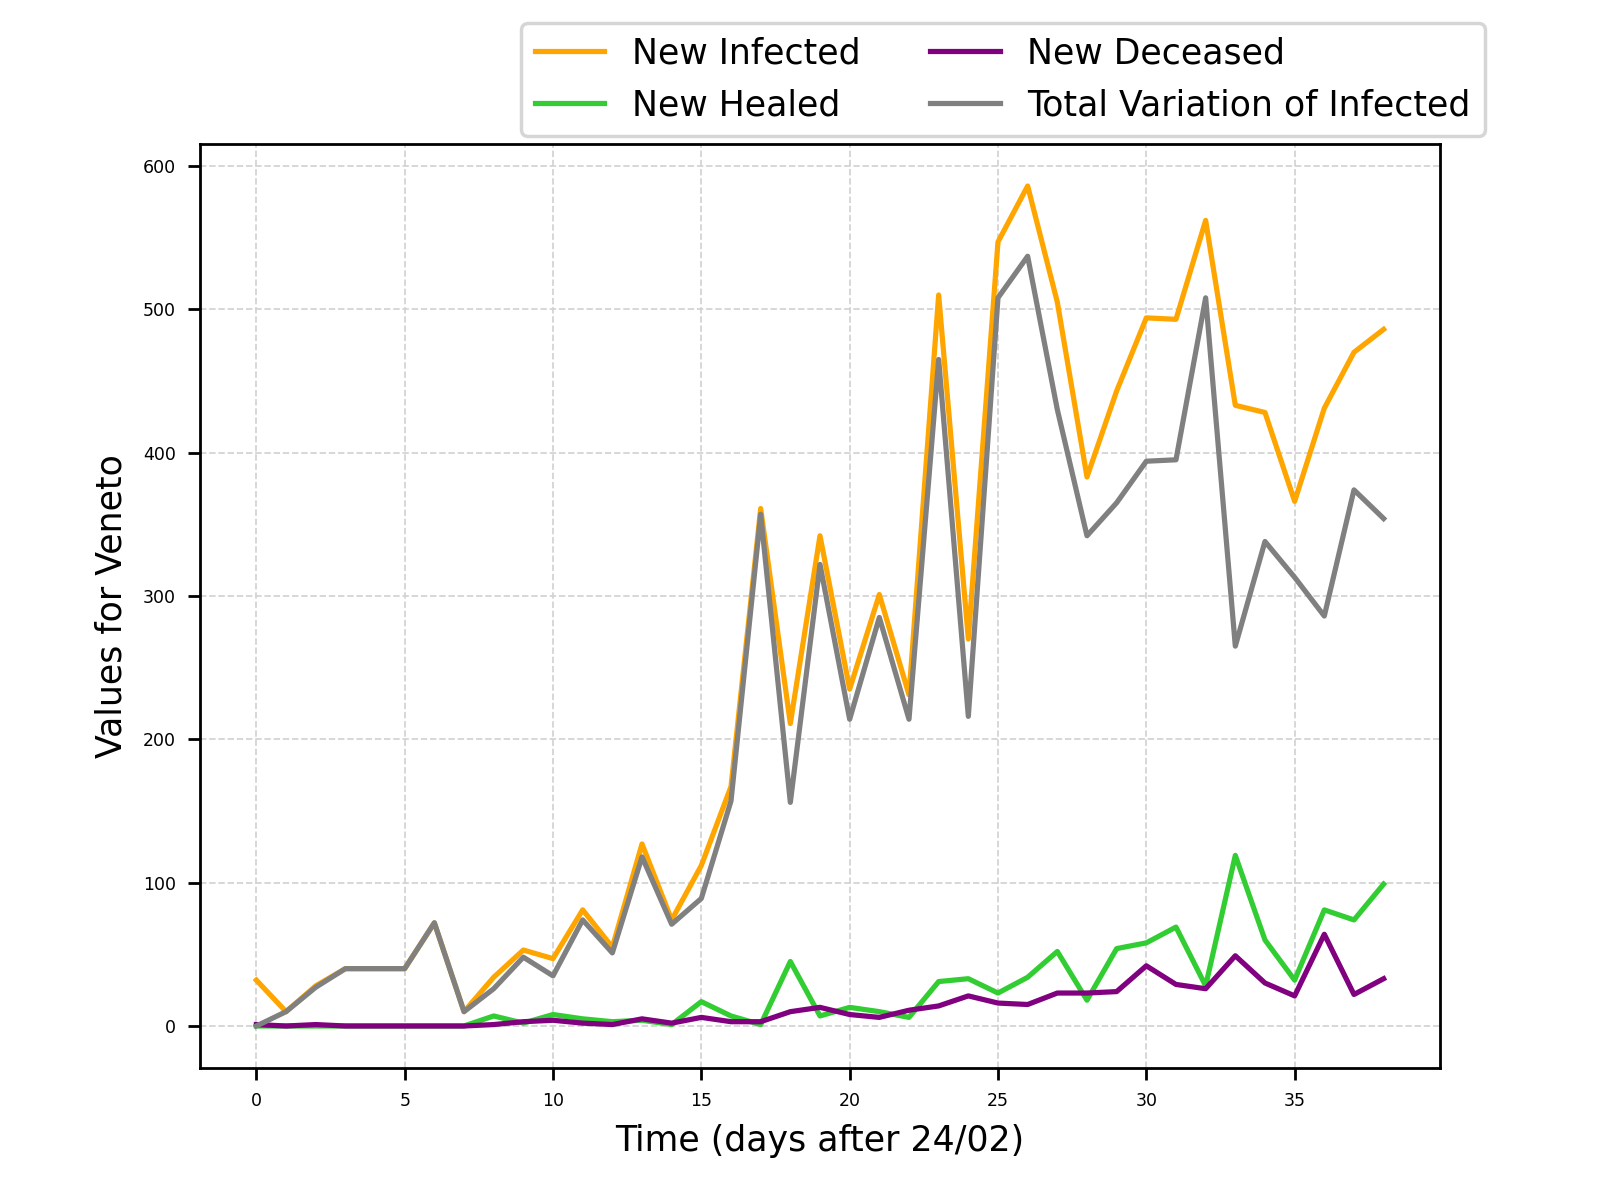 New Infected
New Healed
New Deceased
Total Variation of Infected
600
500
400
300
200
100
0
Values for Veneto
0 5 10 15 20 25 30 35
Time (days after 24/02)